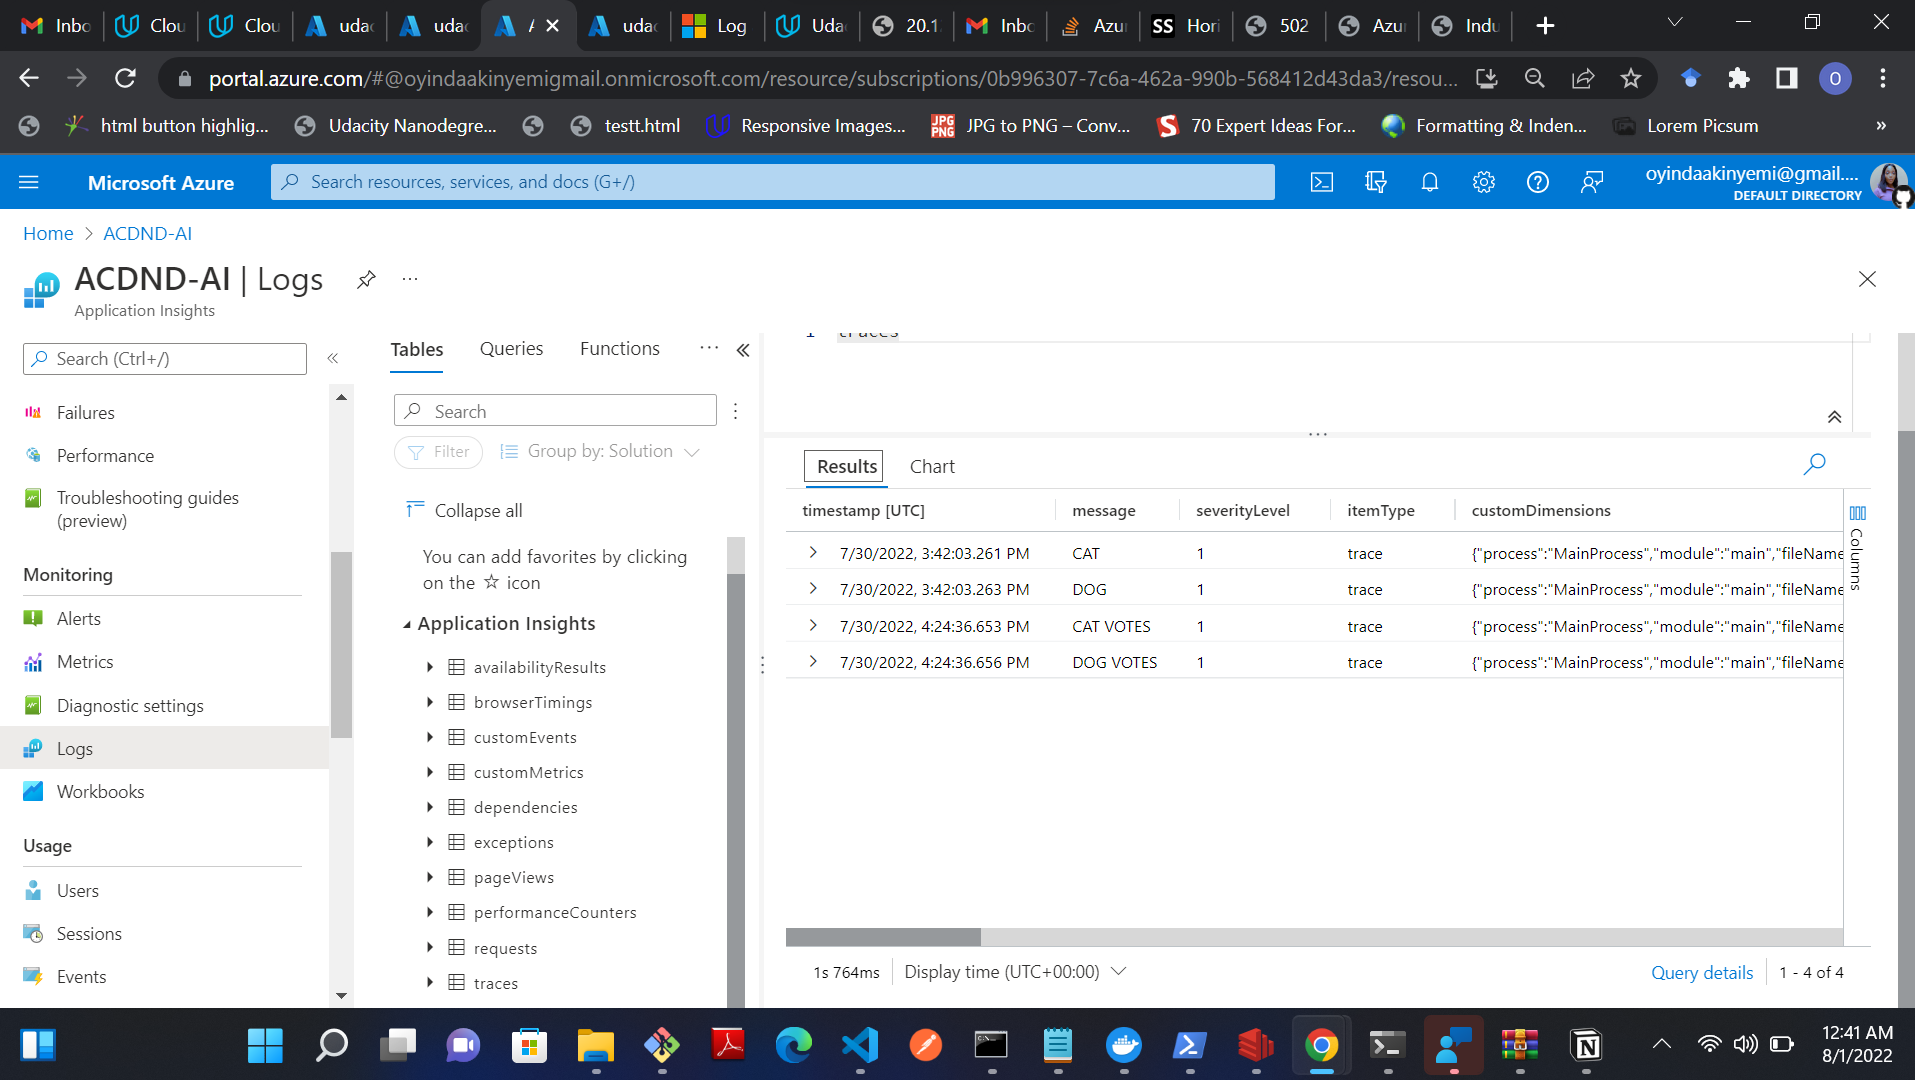 Inbo
Clou
Clou
uda
uda
A
uda
Log
Uda
20.1
Inbo
Azu
SS Hori
502
Azu
Indu
portal.azure.com/#@oyindaakinyemigmail.onmicrosoft.com/resource/subscriptions/0b996307-7c6a-462a-990b-568412d43da3/resou...
O
html button highlig...
Udacity Nanodegre...
testt.html
Responsive Images...
JPG to PNG – Conv...
70 Expert Ideas For...
Formatting & Inden...
Lorem Picsum
»
Microsoft Azure
Search resources, services, and docs (G+/)
oyindaakinyemi@gmail....
DEFAULT DIRECTORY
Home > ACDND-AI
ACDND-AI | Logs
Application Insights
Search (Ctrl+/)
Failures
Performance
Troubleshooting guides
(preview)
Monitoring
Alerts
Metrics
Diagnostic settings
Logs
Workbooks
Usage
Users
Sessions
Events
Tables Queries Functions ...
Search
Filter Group by: Solution
Collapse all
You can add favorites by clicking
on the ☆ icon
Application Insights
availabilityResults
browserTimings
customEvents
customMetrics
dependencies
exceptions
pageViews
performanceCounters
requests
traces
1 traces
Results Chart
timestamp [UTC] message severityLevel itemType customDimensions
7/30/2022, 3:42:03.261 PM CAT 1 trace {"process":"MainProcess","module":"main","fileName
7/30/2022, 3:42:03.263 PM DOG 1 trace {"process":"MainProcess","module":"main","fileName
7/30/2022, 4:24:36.653 PM CAT VOTES 1 trace {"process":"MainProcess","module":"main","fileName
7/30/2022, 4:24:36.656 PM DOG VOTES 1 trace {"process":"MainProcess","module":"main","fileName
Columns
1s 764ms Display time (UTC+00:00) Query details 1 - 4 of 4
12:41 AM
8/1/2022